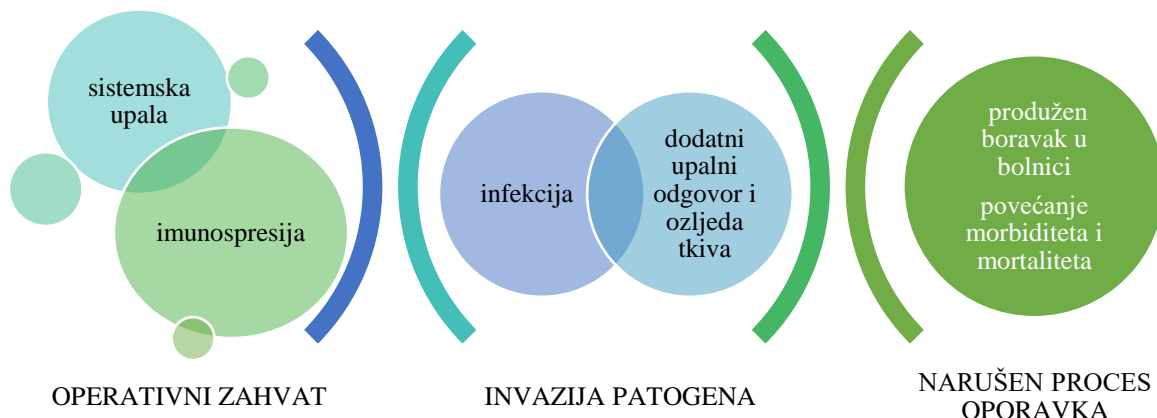 sistemska
upala
imunospresija
infekcija
dodatni
upalni
odgovor i
ozljeda
tkiva
produžen
boravak u
bolnici
povećanje
morbiditeta i
mortaliteta
OPERATIVNI ZAHVAT
INVAZIJA PATOGENA
NARUŠEN PROCES
OPORAVKA